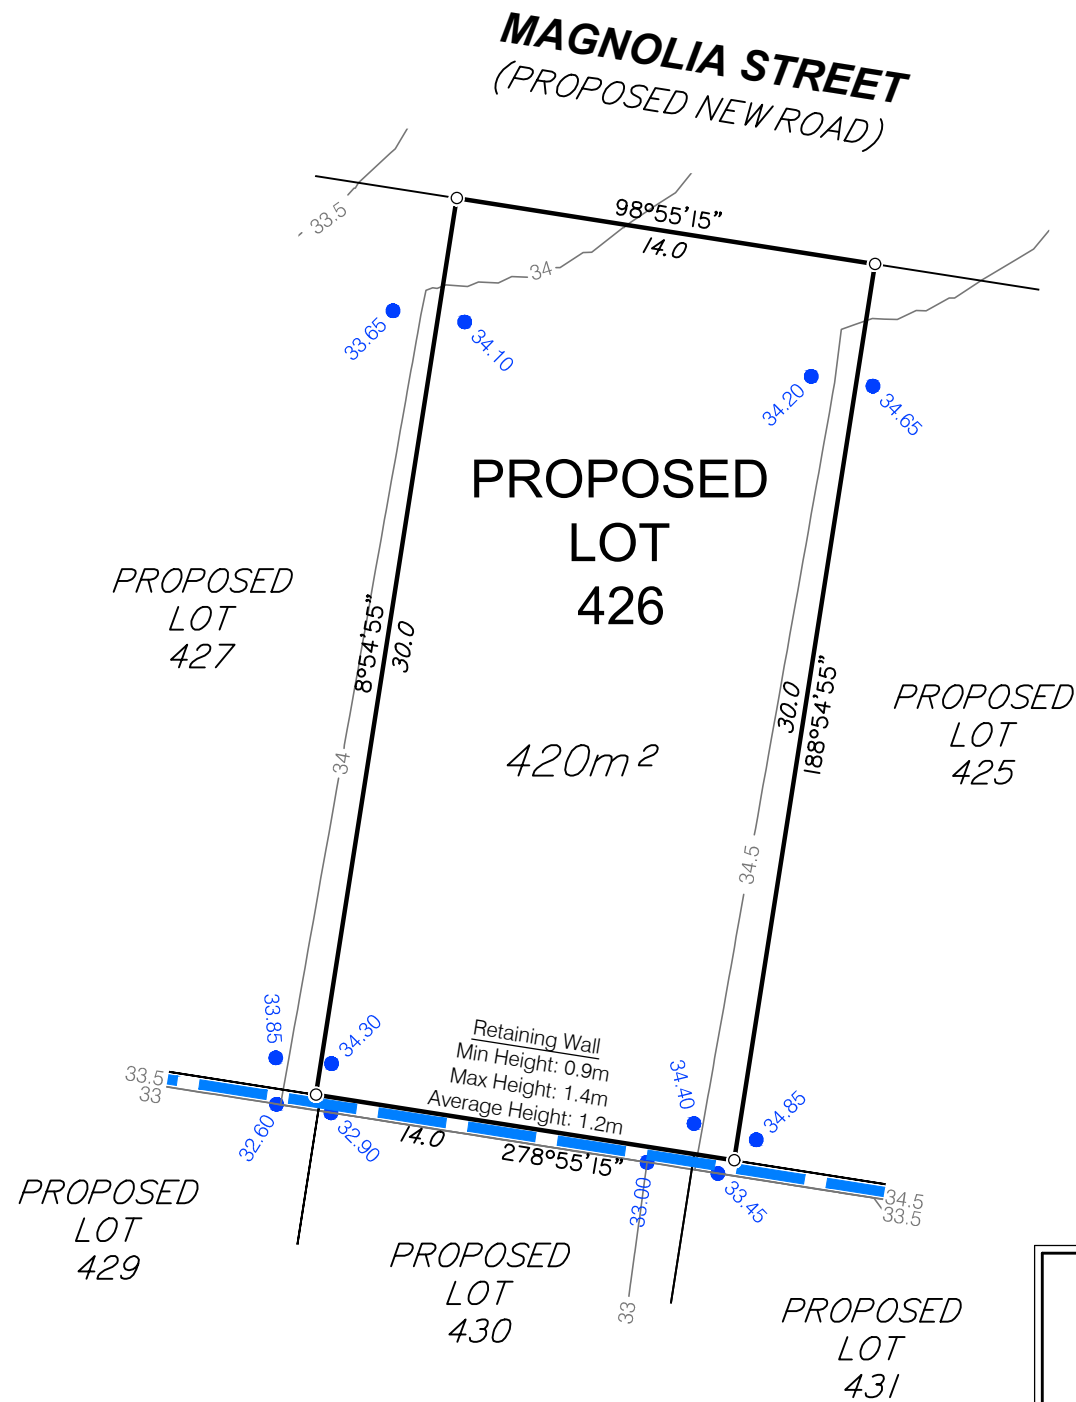 MAGNOLIA STREET
(PROPOSED NEW ROAD)
98°55'15"
14.0
33.5
34
33.65
34.10
34.20
34.65
PROPOSED
LOT
426
PROPOSED
LOT
427
8°54'55"
30.0
30.0
188°54'55"
PROPOSED
LOT
425
420m²
34
34.5
33.85
34.30
Retaining Wall
Min Height: 0.9m
Max Height: 1.4m
Average Height: 1.2m
34.40
34.85
33.5
33
32.60
32.90
14.0
278°55'15"
33.00
33.45
34.5
33.5
PROPOSED
LOT
429
PROPOSED
LOT
430
33
PROPOSED
LOT
431